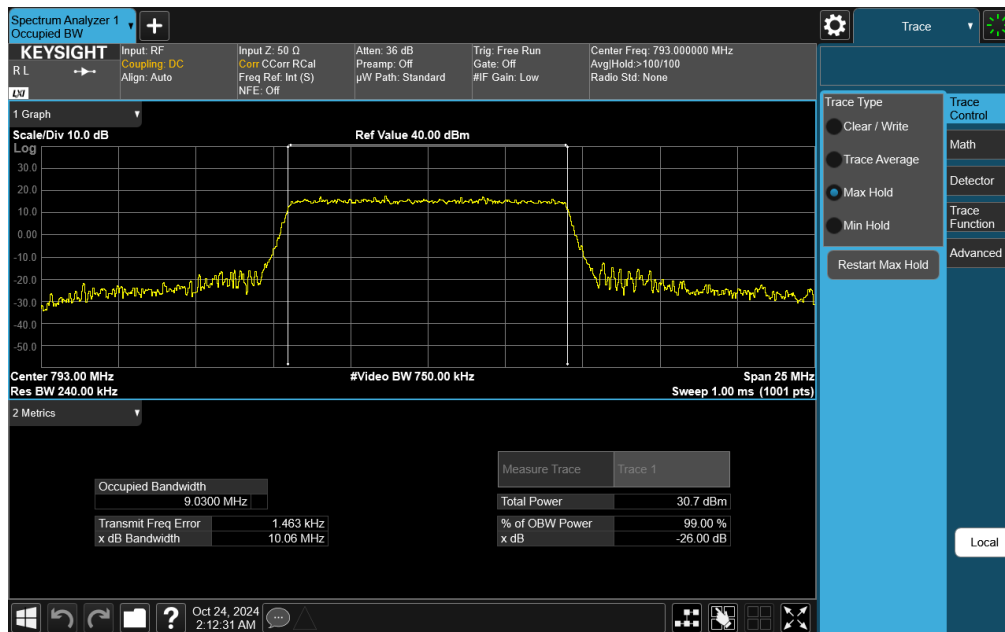 Spectrum Analyzer 1
Occupied BW
Trace
KEYSIGHT
R L
LXI
Input: RF
Coupling: DC
Align: Auto
Input Z: 50 Ω
Corr CCorr RCal
Freq Ref: Int (S)
NFE: Off
Atten: 36 dB
Preamp: Off
µW Path: Standard
Trig: Free Run
Gate: Off
#IF Gain: Low
Center Freq: 793.000000 MHz
Avg|Hold:>100/100
Radio Std: None
1 Graph
Scale/Div 10.0 dB
Ref Value 40.00 dBm
Log
30.0
20.0
10.0
0.00
-10.0
-20.0
-30.0
-40.0
-50.0
Center 793.00 MHz
#Video BW 750.00 kHz
Span 25 MHz
Res BW 240.00 kHz
Sweep 1.00 ms (1001 pts)
2 Metrics
Measure Trace
Trace 1
Occupied Bandwidth
9.0300 MHz
Total Power
30.7 dBm
Transmit Freq Error
1.463 kHz
% of OBW Power
99.00 %
x dB Bandwidth
10.06 MHz
x dB
-26.00 dB
Trace Type
Clear / Write
Trace Average
Max Hold
Min Hold
Restart Max Hold
Trace
Control
Math
Detector
Trace
Function
Advanced
Local
?
Oct 24, 2024
2:12:31 AM